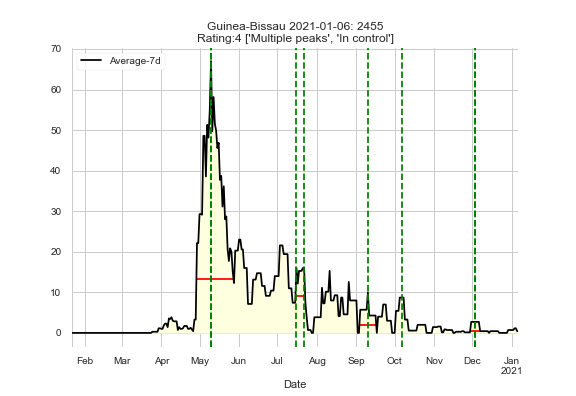 Guinea-Bissau 2021-01-06: 2455
Rating:4 ['Multiple peaks', 'In control']
Average-7d
70
60
50
40
30
20
10
0
Feb Mar Apr May Jun Jul Aug Sep Oct Nov Dec Jan
2021
Date